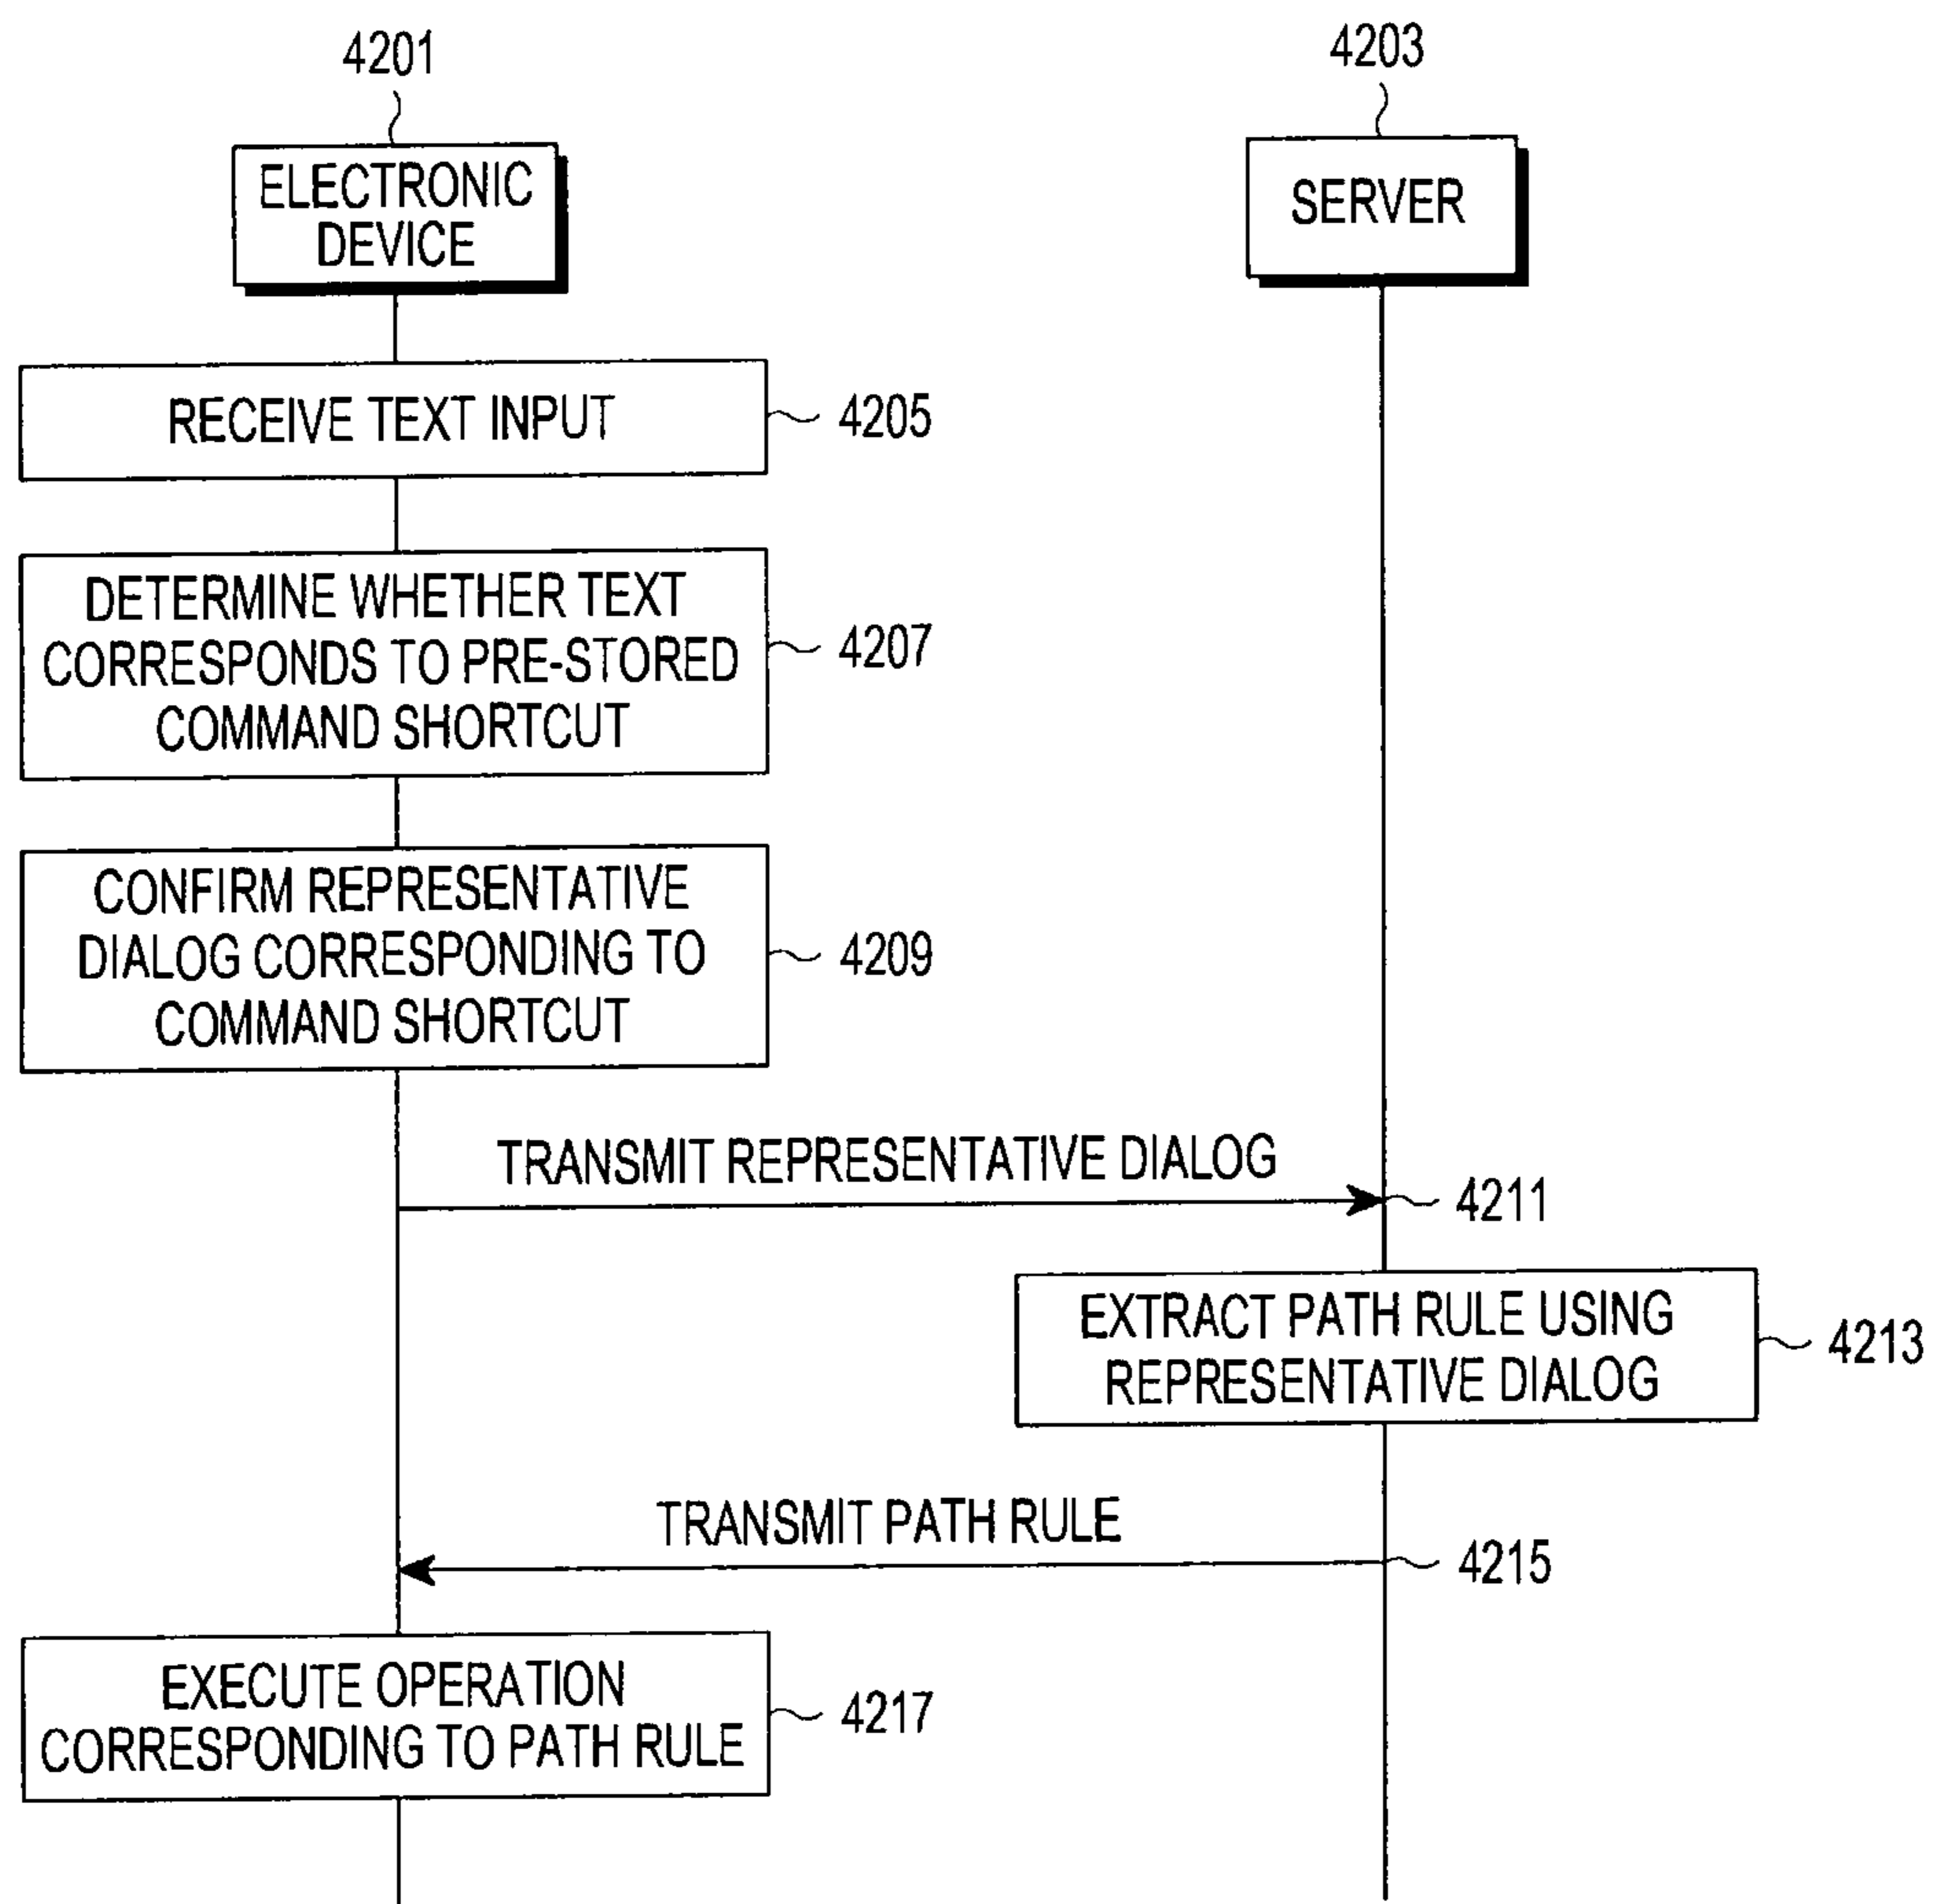 4201
4203
ELECTRONIC
DEVICE
SERVER
RECEIVE TEXT INPUT
4205
DETERMINE WHETHER TEXT
CORRESPONDS TO PRE-STORED
COMMAND SHORTCUT
4207
CONFIRM REPRESENTATIVE
DIALOG CORRESPONDING TO
COMMAND SHORTCUT
4209
TRANSMIT REPRESENTATIVE DIALOG
4211
EXTRACT PATH RULE USING
REPRESENTATIVE DIALOG
4213
TRANSMIT PATH RULE
4215
EXECUTE OPERATION
CORRESPONDING TO PATH RULE
4217